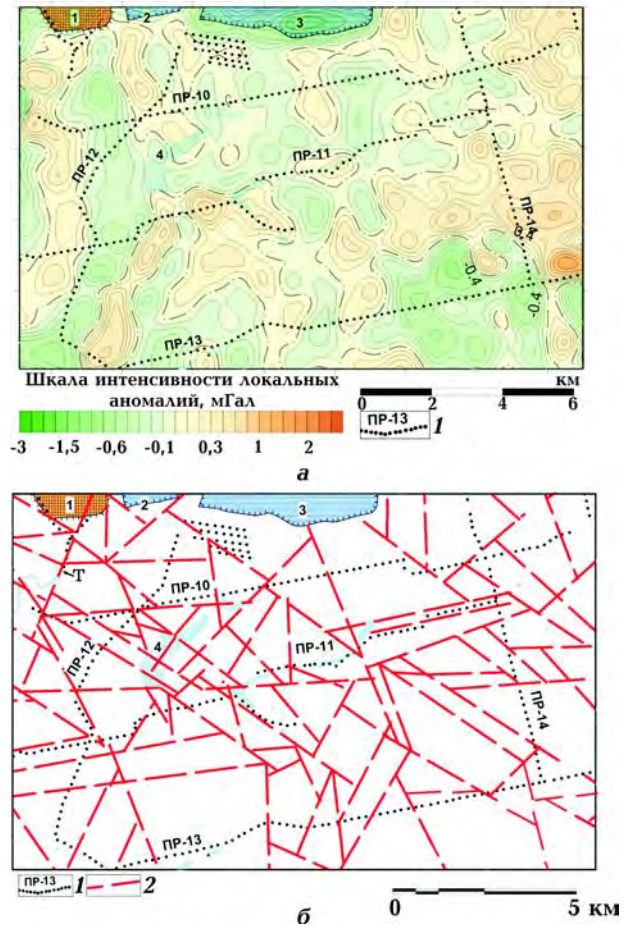 1
2
3
ПР-10
ПР-12
4
ПР-11
ПР-14
0.4
-0.4
-0.4
ПР-13
Шкала интенсивности локальных
аномалий, мГал
-3 -1,5 -0,6 -0,1 0,3 1 2
км
0 2 4 6
ПР-13 1
а
1
2
3
Т
ПР-10
4
ПР-12
ПР-11
ПР-14
ПР-13
ПР-13 1 2
0 5 км
б